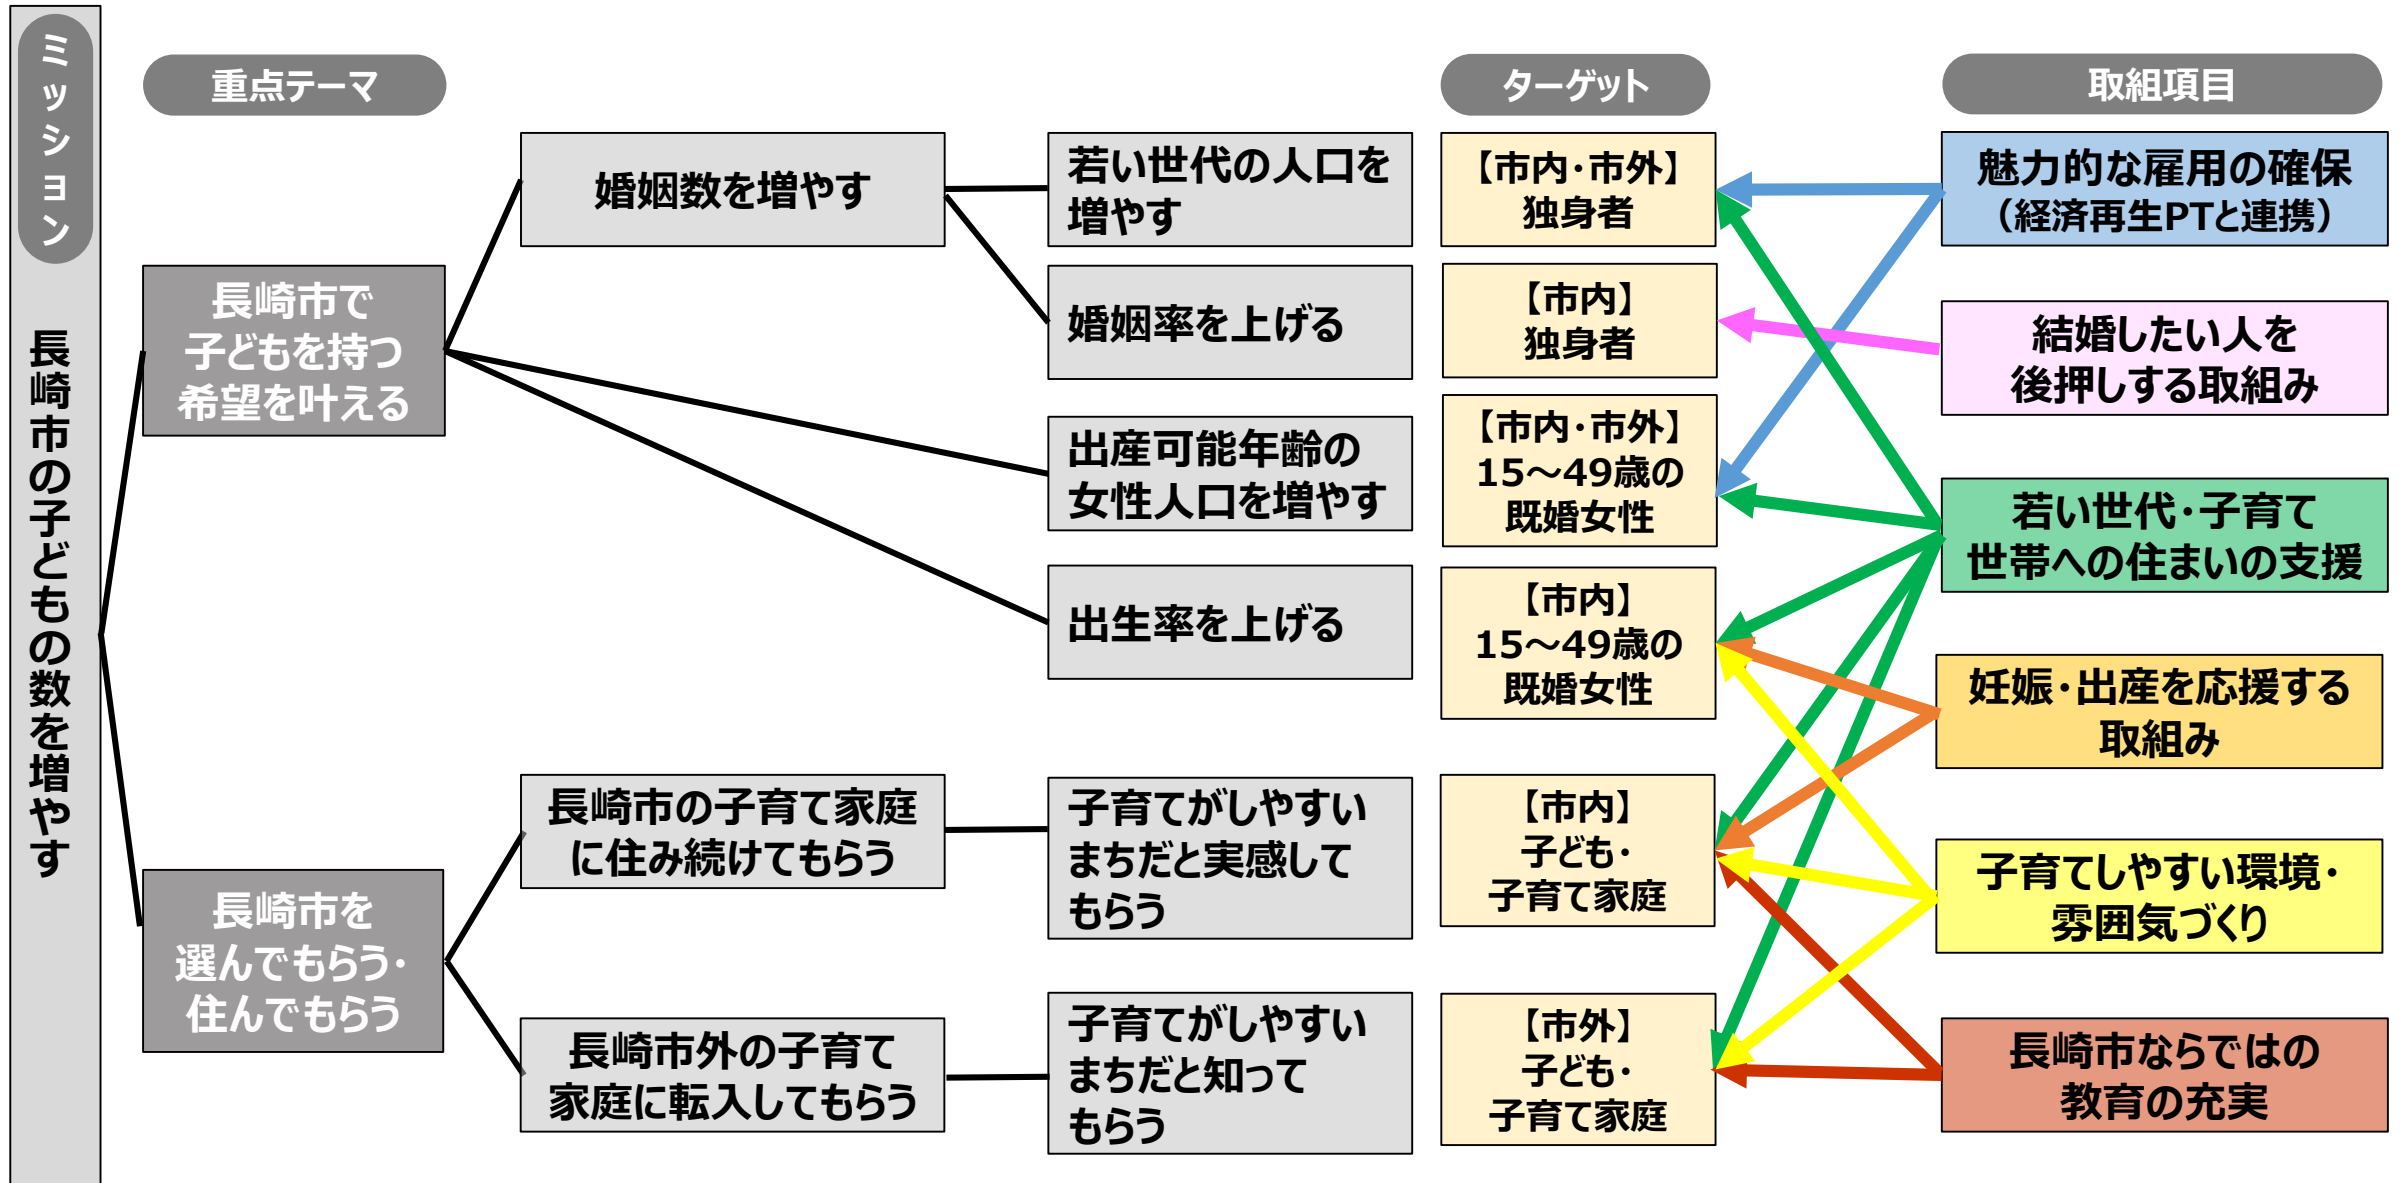 ミッション
長崎市の子どもの数を増やす
重点テーマ
ターゲット
取組項目
長崎市で
子どもを持つ
希望を叶える
長崎市を
選んでもらう・
住んでもらう
婚姻数を増やす
長崎市の子育て家庭
に住み続けてもらう
長崎市外の子育て
家庭に転入してもらう
若い世代の人口を
増やす
婚姻率を上げる
出産可能年齢の
女性人口を増やす
出生率を上げる
子育てがしやすい
まちだと実感して
もらう
子育てがしやすい
まちだと知って
もらう
【市内・市外】
独身者
【市内】
独身者
【市内・市外】
15～49歳の
既婚女性
【市内】
15～49歳の
既婚女性
【市内】
子ども・
子育て家庭
【市外】
子ども・
子育て家庭
魅力的な雇用の確保
（経済再生PTと連携）
結婚したい人を
後押しする取組み
若い世代・子育て
世帯への住まいの支援
妊娠・出産を応援する
取組み
子育てしやすい環境・
雰囲気づくり
長崎市ならではの
教育の充実